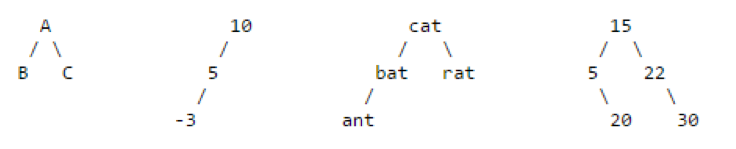 A 10 cat 15
/ \ / / \ / \
B C 5 bat rat 5 22
/ / \ \
-3 ant 20 30